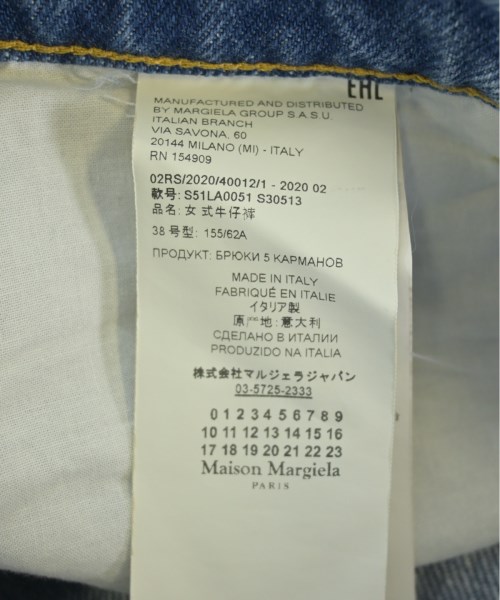 EAC
MANUFACTURED AND DISTRIBUTED
BY MARGIELA GROUP S.A.S.U.
ITALIAN BRANCH
VIA SAVONA, 60
20144 MILANO (MI) - ITALY
RN 154909
02RS/2020/40012/1 - 2020 02
款号: S51LA0051 S30513
品名: 女式牛仔裤
38 号型: 155/62A
ПРОДУКТ: БРЮКИ 5 КАРМАНОВ
MADE IN ITALY
FABRIQUÉ EN ITALIE
イタリア製
原产地: 意大利
СДЕЛАНО В ИТАЛИИ
PRODUZIDO NA ITALIA
株式会社マルジェラジャパン
03-5725-2333
0 1 2 3 4 5 6 7 8 9
10 11 12 13 14 15 16
17 18 19 20 21 22 23
Maison Margiela
PARIS